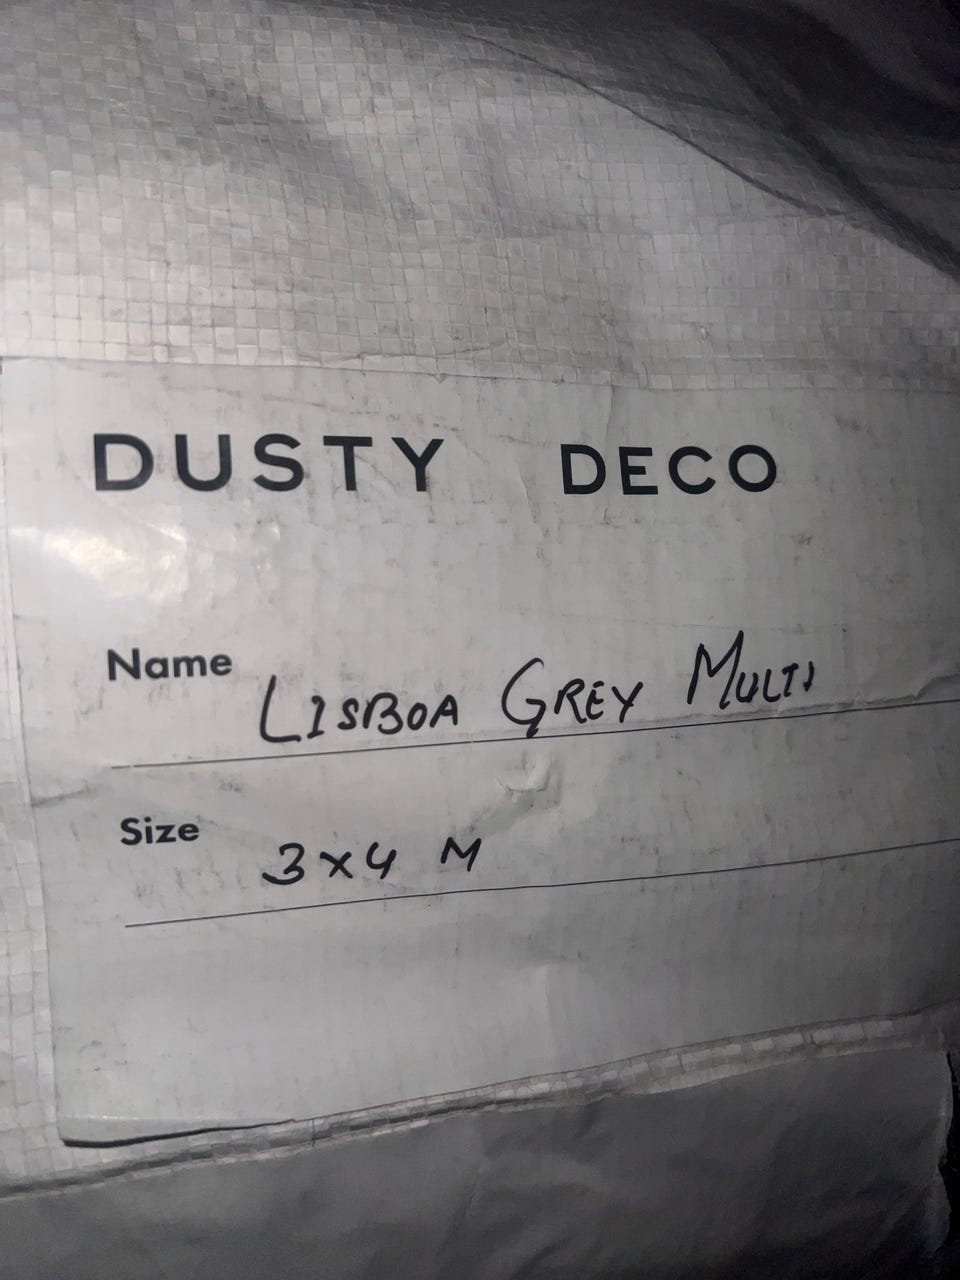 DUSTY DECO
Name LISBOA GREY MULTI
Size 3x4 M